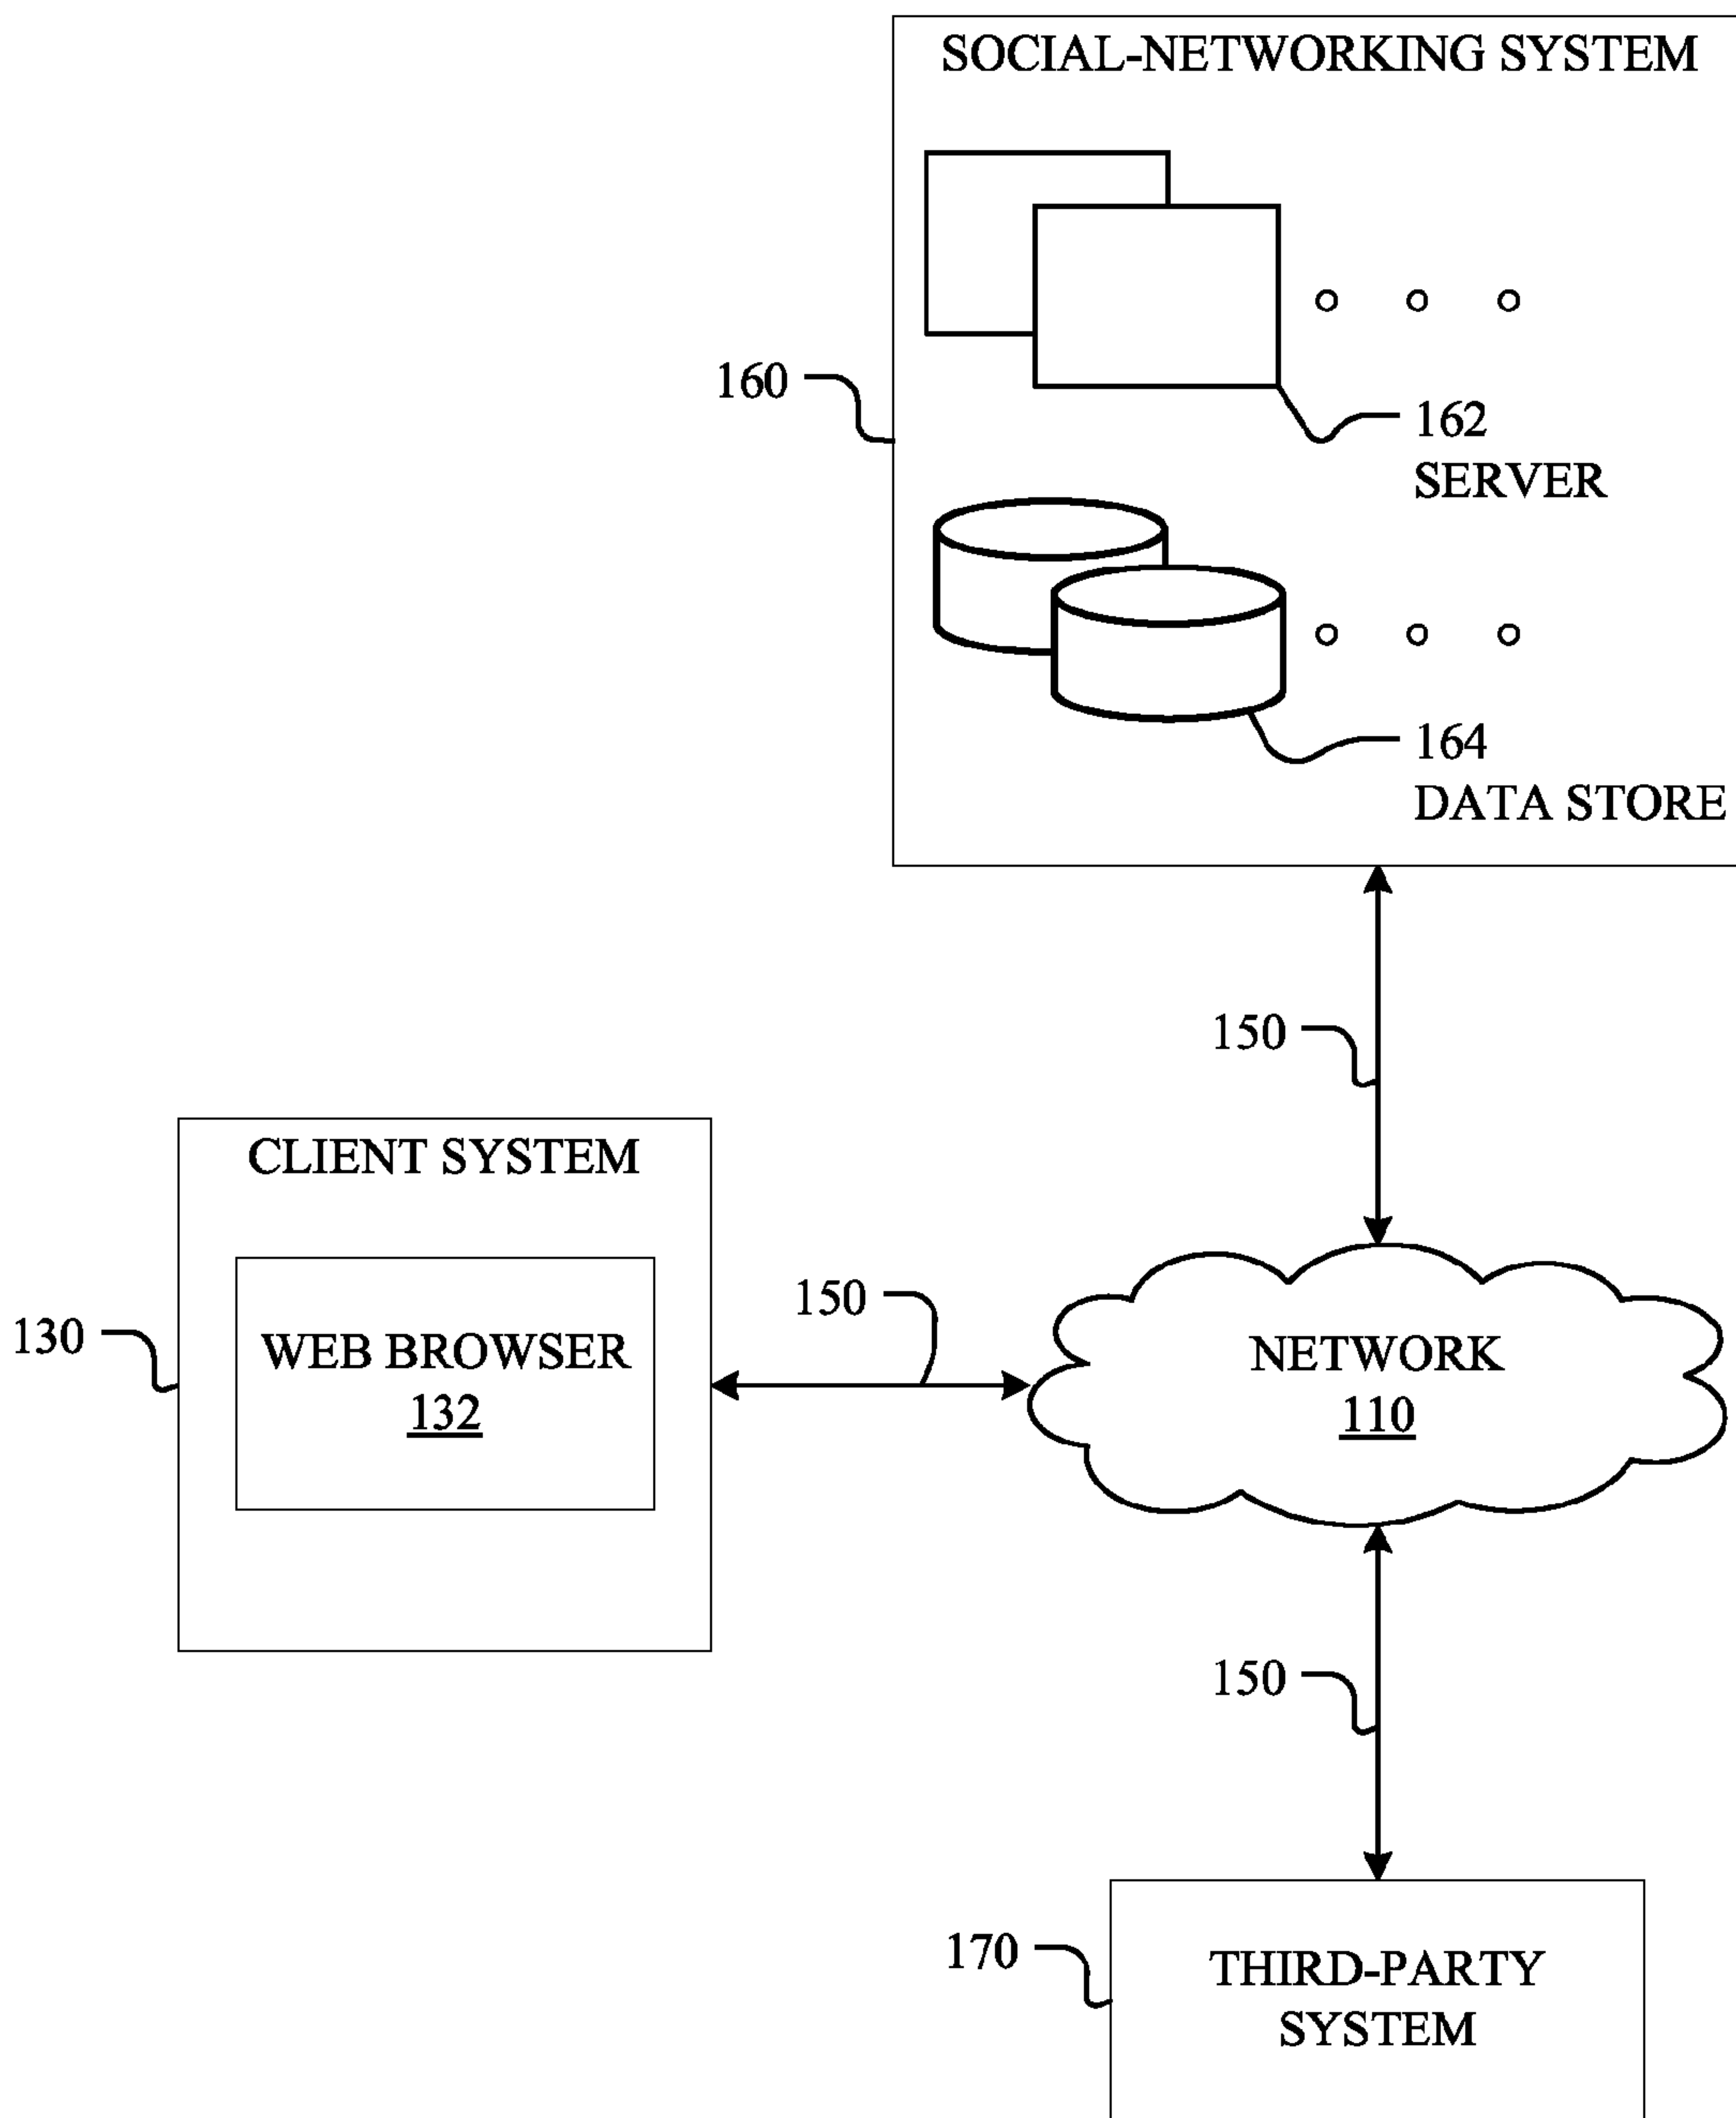 SOCIAL-NETWORKING SYSTEM
160
162
SERVER
164
DATA STORE
150
CLIENT SYSTEM
130
WEB BROWSER
132
150
NETWORK
110
150
170
THIRD-PARTY
SYSTEM